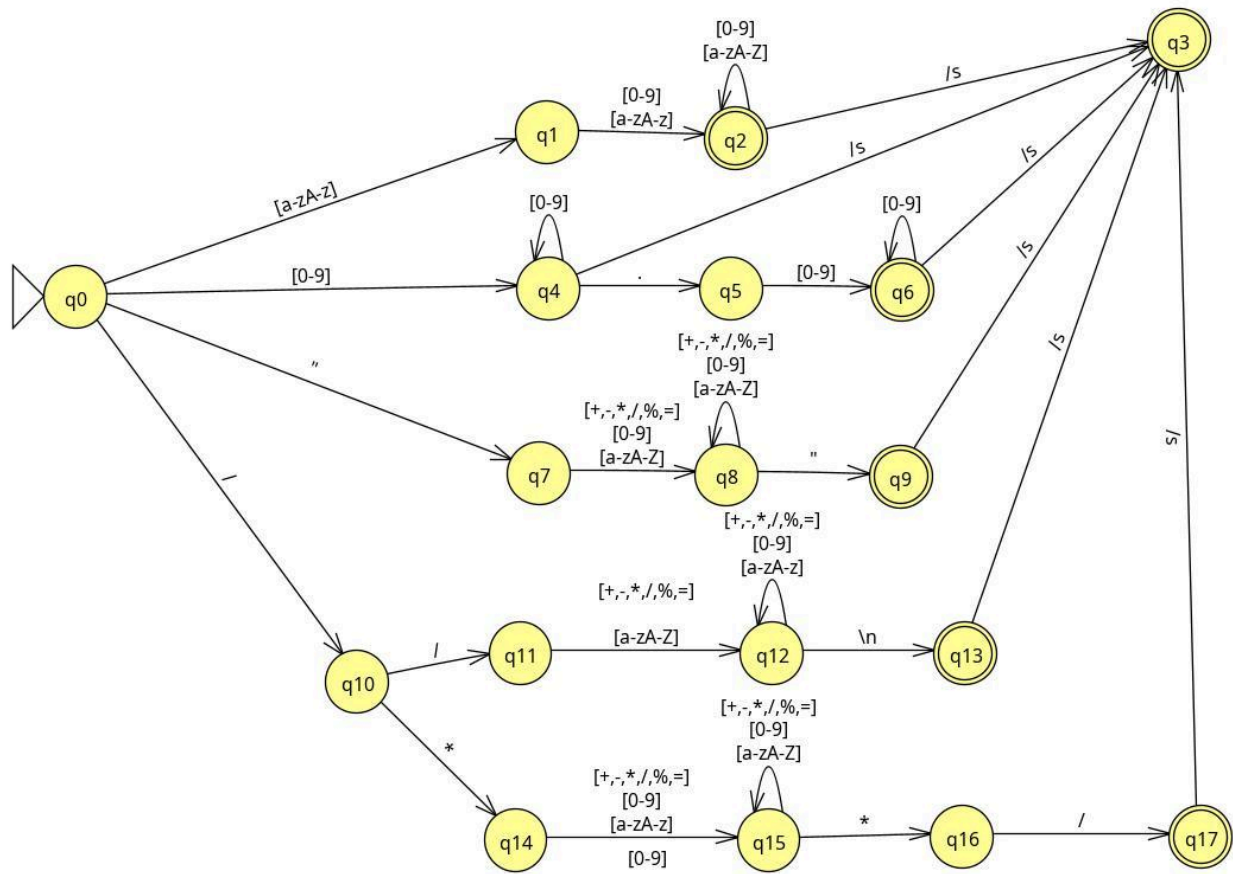 [0-9]
[a-zA-Z]
q3
/s
[0-9]
[a-zA-z]
q1
q2
/s
[a-zA-z]
[0-9]
[0-9]
/s
q0
[0-9]
q4
.
q5
[0-9]
q6
/s
"
[+,-,*,/,%,=]
[0-9]
[a-zA-Z]
[+,-,*,/,%,=]
[0-9]
[a-zA-Z]
q7
q8
"
q9
/s
/
[+,-,*,/,%,=]
[0-9]
[a-zA-z]
[+,-,*,/,%,=]
[a-zA-Z]
/
q11
q12
\n
q13
/s
q10
*
[+,-,*,/,%,=]
[0-9]
[a-zA-Z]
[+,-,*,/,%,=]
[0-9]
[a-zA-z]
[0-9]
q14
q15
*
q16
/
q17